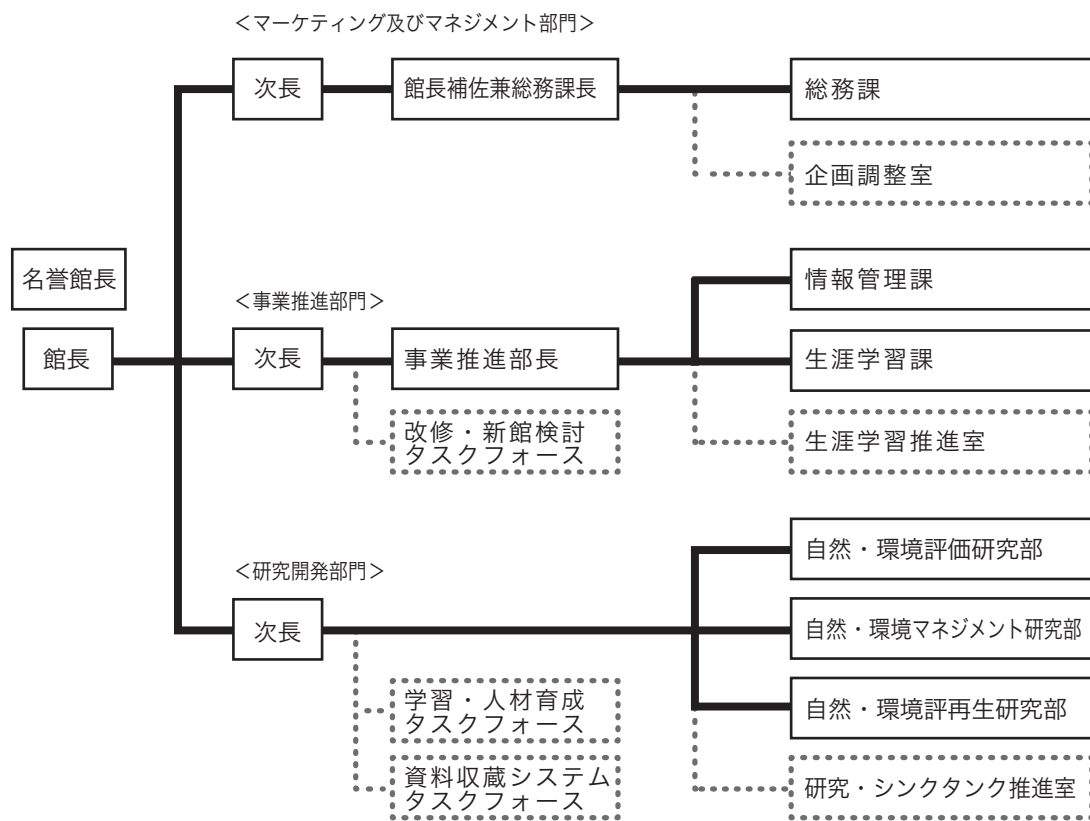 <マーケティング及びマネジメント部門>
次長
館長補佐兼総務課長
総務課
企画調整室
名誉館長
館長
<事業推進部門>
次長
事業推進部長
改修・新館検討
タスクフォース
情報管理課
生涯学習課
生涯学習推進室
<研究開発部門>
次長
学習・人材育成
タスクフォース
資料収蔵システム
タスクフォース
自然・環境評価研究部
自然・環境マネジメント研究部
自然・環境評再生研究部
研究・シンクタンク推進室